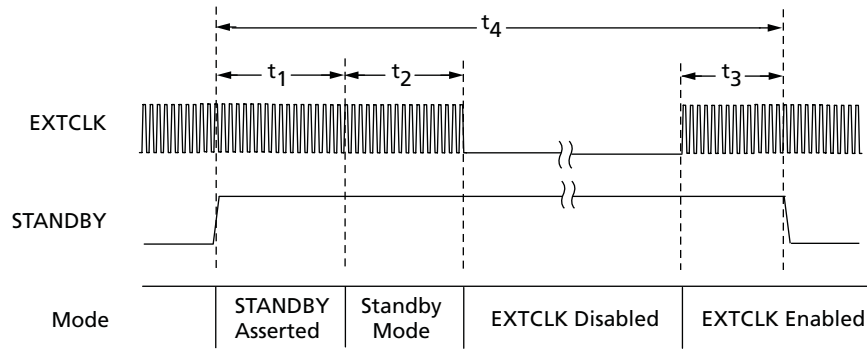 t4
t1 t2 t3
EXTCLK
STANDBY
Mode
STANDBY
Asserted
Standby
Mode
EXTCLK Disabled
EXTCLK Enabled